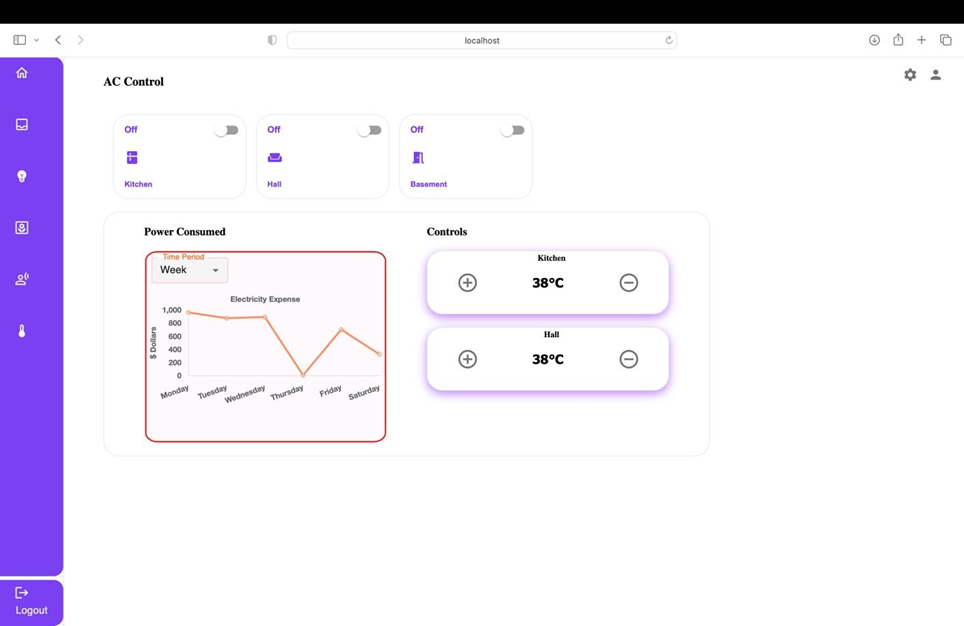 localhost
AC Control
Off
Off
Off
Kitchen
Hall
Basement
Power Consumed
Controls
Time Period
Week
Electricity Expense
$ Dollars
1,000
800
600
400
200
0
Monday
Tuesday
Wednesday
Thursday
Friday
Saturday
Kitchen
38°C
Hall
38°C
Logout